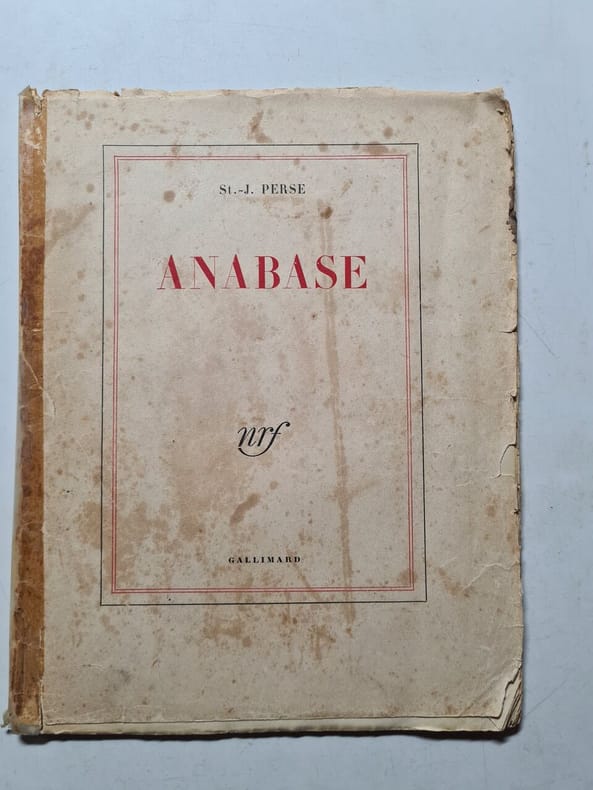 St.-J. PERSE
ANABASE
nrf
GALLIMARD